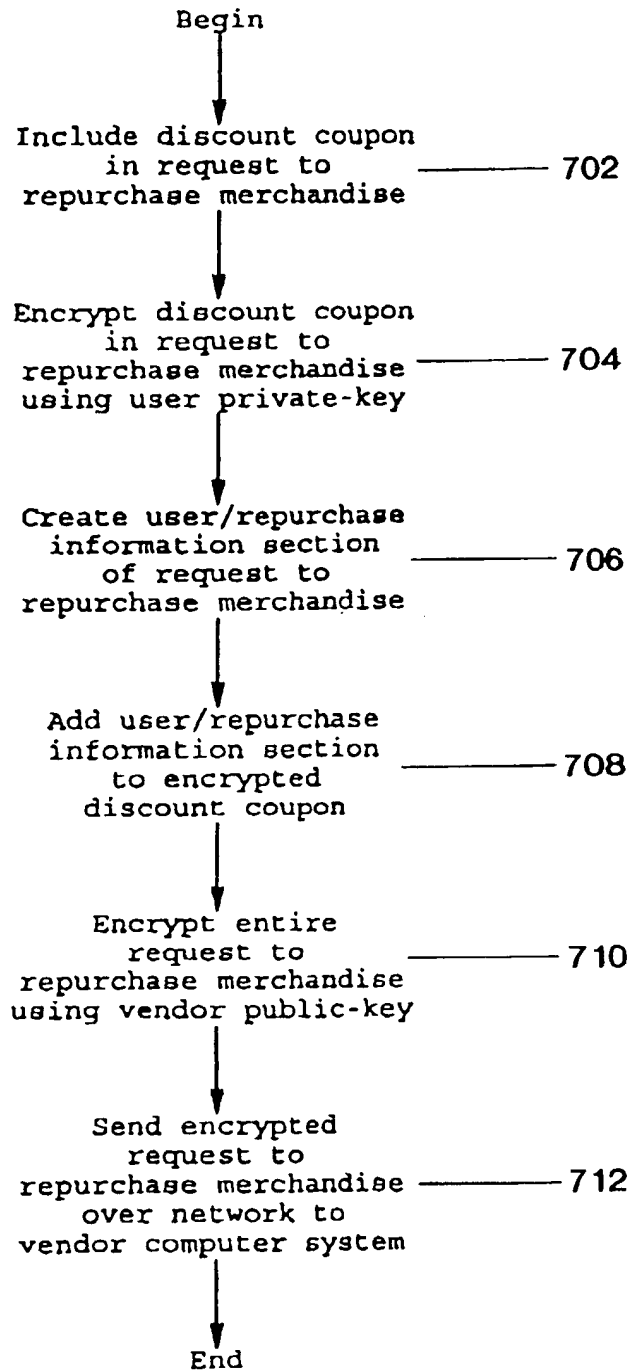 Begin
Include discount coupon
in request to
repurchase merchandise
702
Encrypt discount coupon
in request to
repurchase merchandise
using user private-key
704
Create user/repurchase
information section
of request to
repurchase merchandise
706
Add user/repurchase
information section
to encrypted
discount coupon
708
Encrypt entire
request to
repurchase merchandise
using vendor public-key
710
Send encrypted
request to
repurchase merchandise
over network to
vendor computer system
712
End